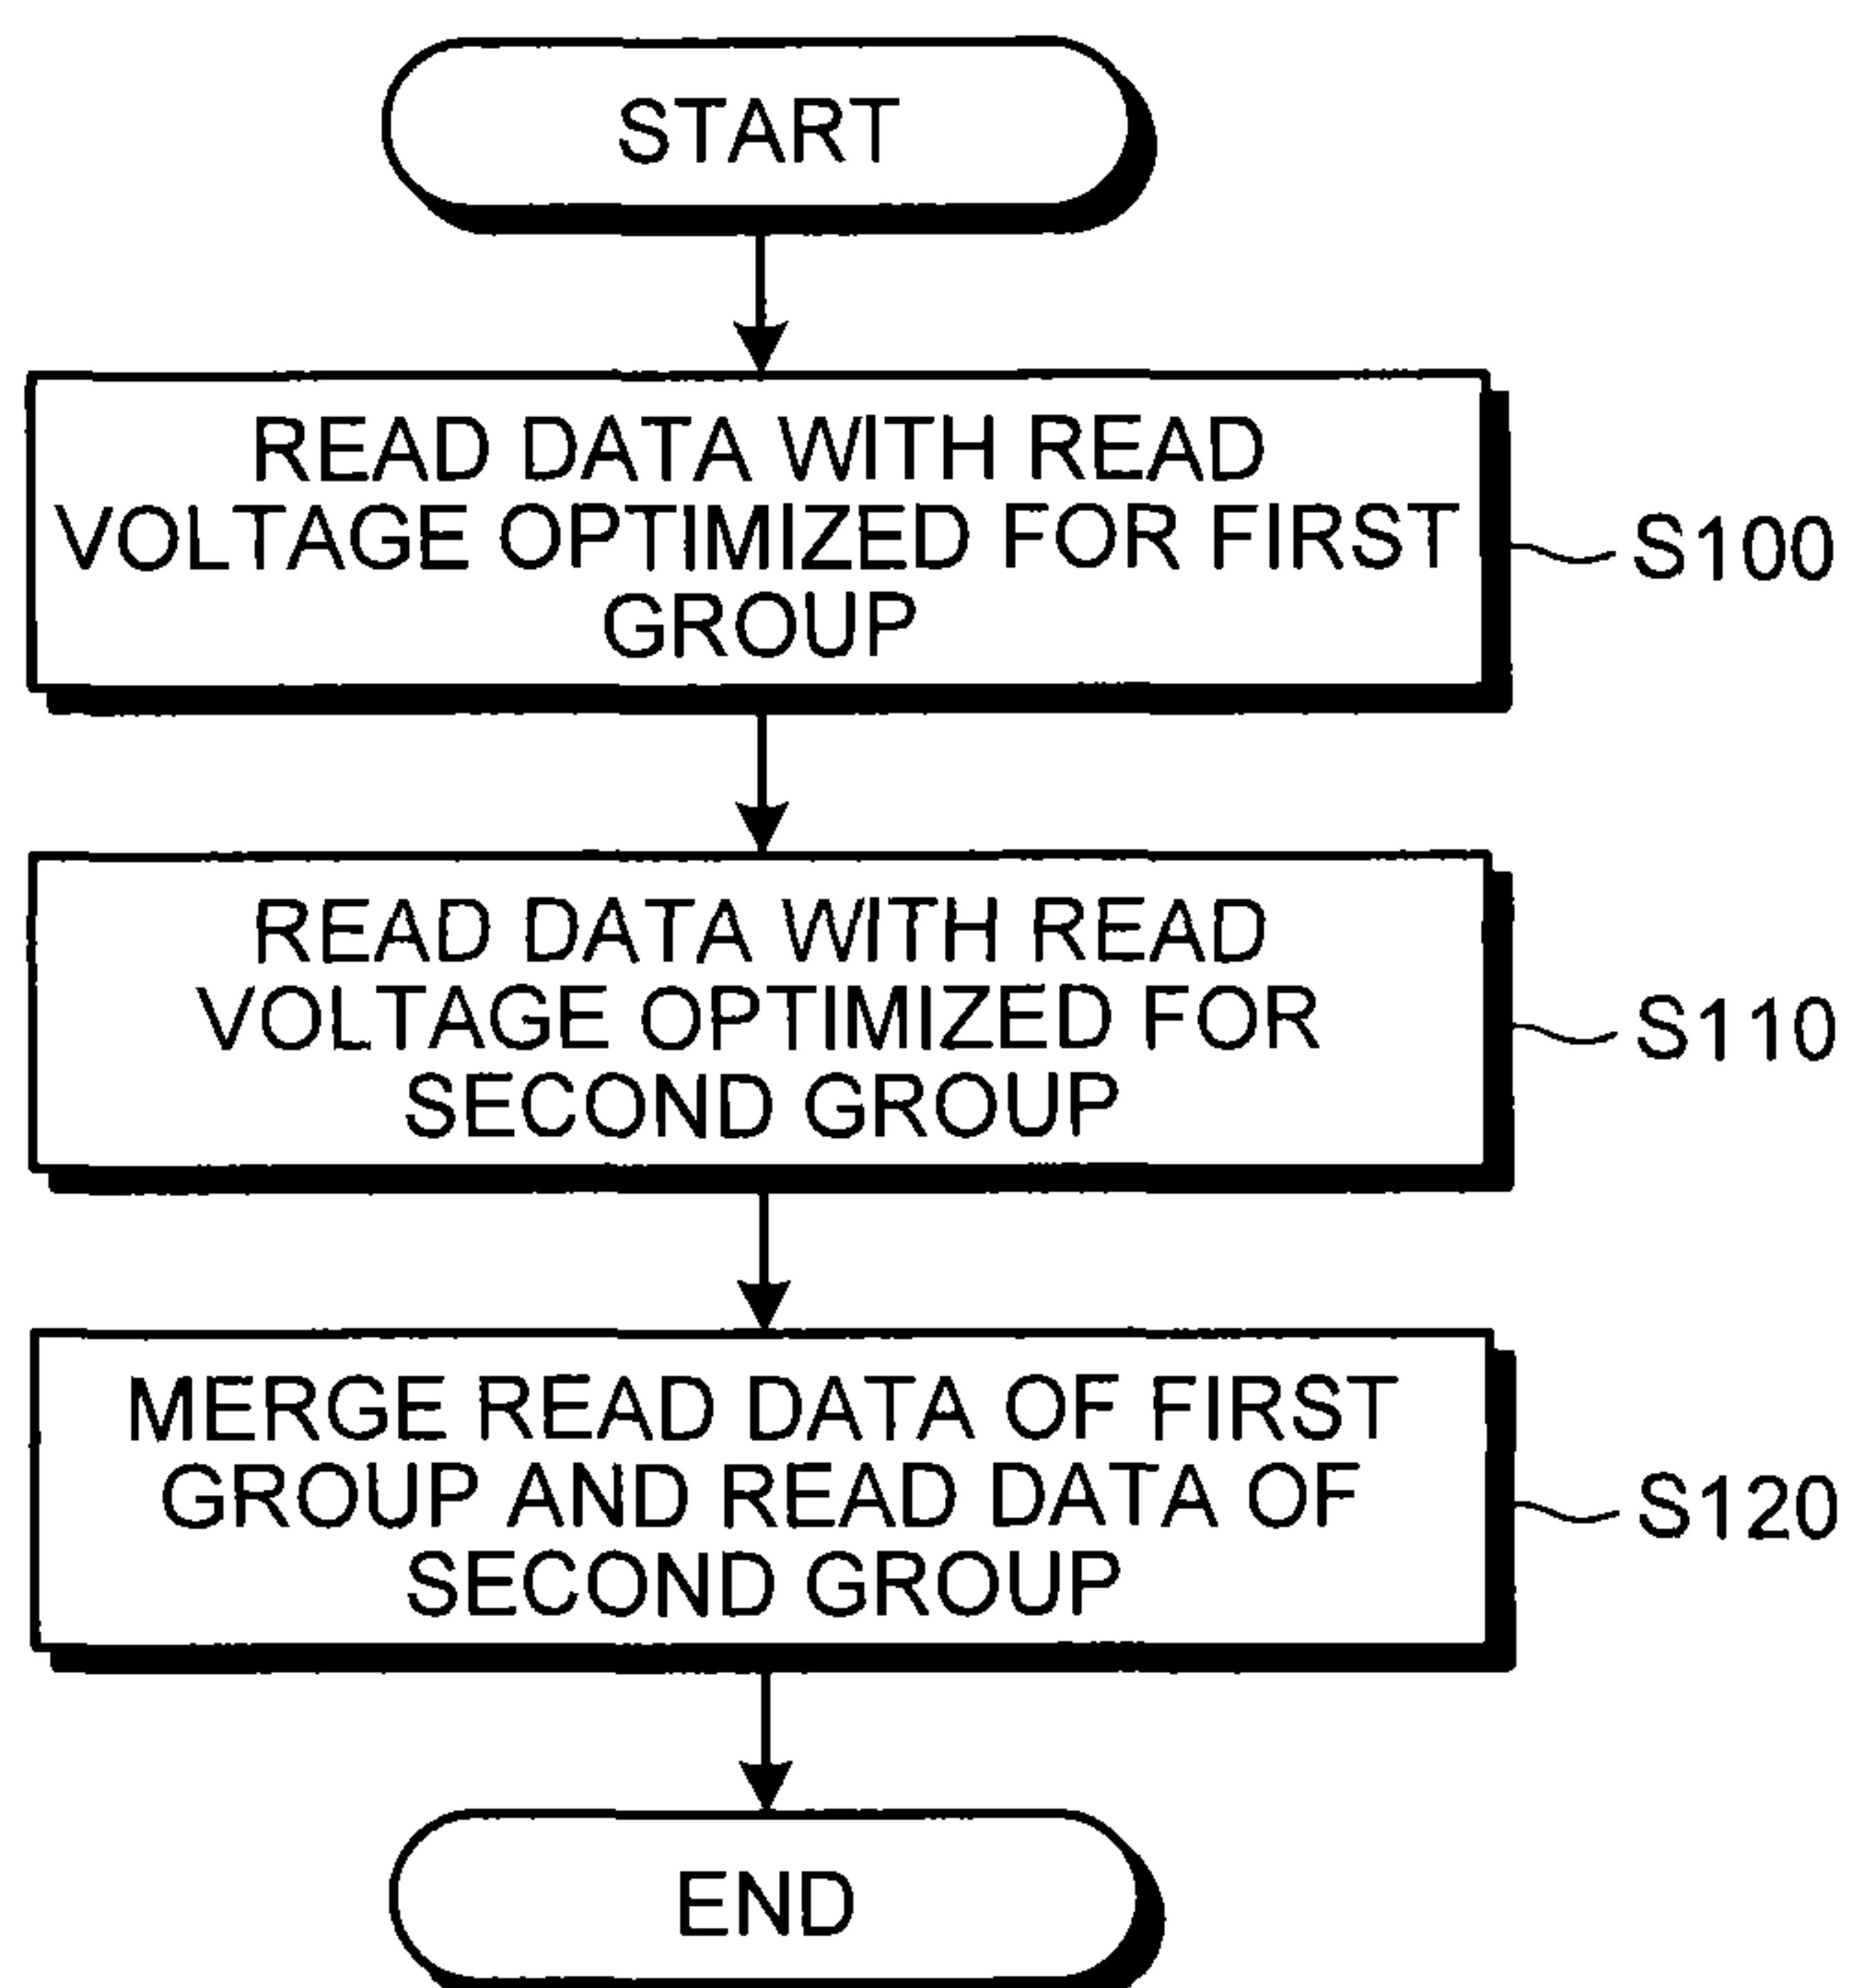 START
READ DATA WITH READ
VOLTAGE OPTIMIZED FOR FIRST
GROUP
S100
READ DATA WITH READ
VOLTAGE OPTIMIZED FOR
SECOND GROUP
S110
MERGE READ DATA OF FIRST
GROUP AND READ DATA OF
SECOND GROUP
S120
END